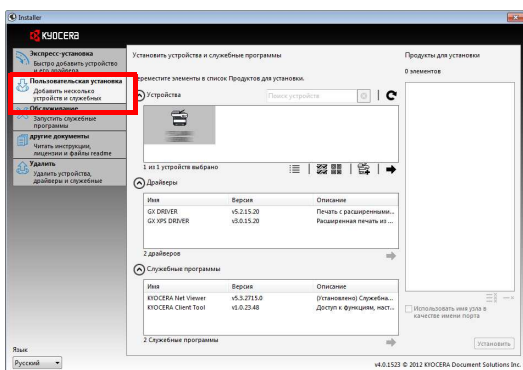 Installer
KYOCERA
Экспресс-установка
Быстро добавить устройство
и его драйвера
Пользовательская установка
Добавить несколько
устройств и служебных
Обслуживание
Запустить служебные
программы
другие документы
Читать инструкции,
лицензии и файлы readme
Удалить
Удалить устройства,
драйверы и служебные
Язык
Русский
Установить устройства и служебные программы
Переместите элементы в список Продуктов для установки.
Устройства
Поиск устройств
1 из 1 устройств выбрано
Драйверы
Имя Версия Описание
GX DRIVER v5.2.15.20 Печать с расширенными...
GX XPS DRIVER v3.0.15.20 Расширенная печать из ...
2 драйверов
Служебные программы
Имя Версия Описание
KYOCERA Net Viewer v5.3.2715.0 (Установлено) Служебна...
KYOCERA Client Tool v1.0.23.48 Доступ к функциям, наст...
2 Служебные программы
Продукты для установки
0 элементов
Использовать имя узла в
качестве имени порта
Установить
v4.0.1523 © 2012 KYOCERA Document Solutions Inc.